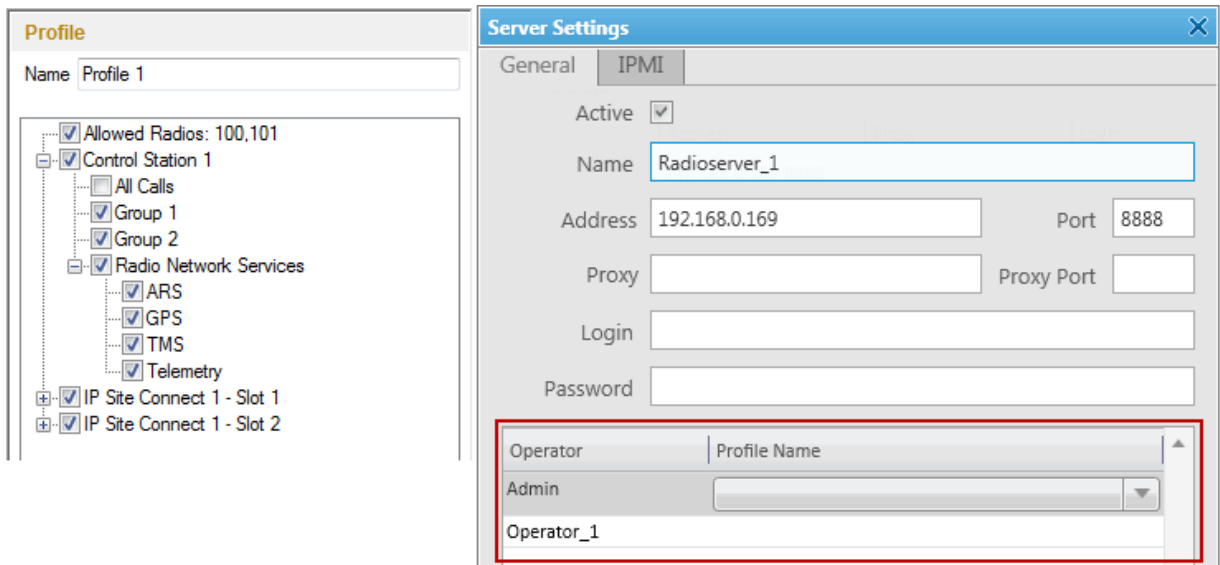 Profile
Name Profile 1
Allowed Radios: 100,101
Control Station 1
All Calls
Group 1
Group 2
Radio Network Services
ARS
GPS
TMS
Telemetry
IP Site Connect 1 - Slot 1
IP Site Connect 1 - Slot 2
Server Settings
General IPMI
Active
Name Radioserver_1
Address 192.168.0.169 Port 8888
Proxy Proxy Port
Login
Password
Operator Profile Name
Admin
Operator_1